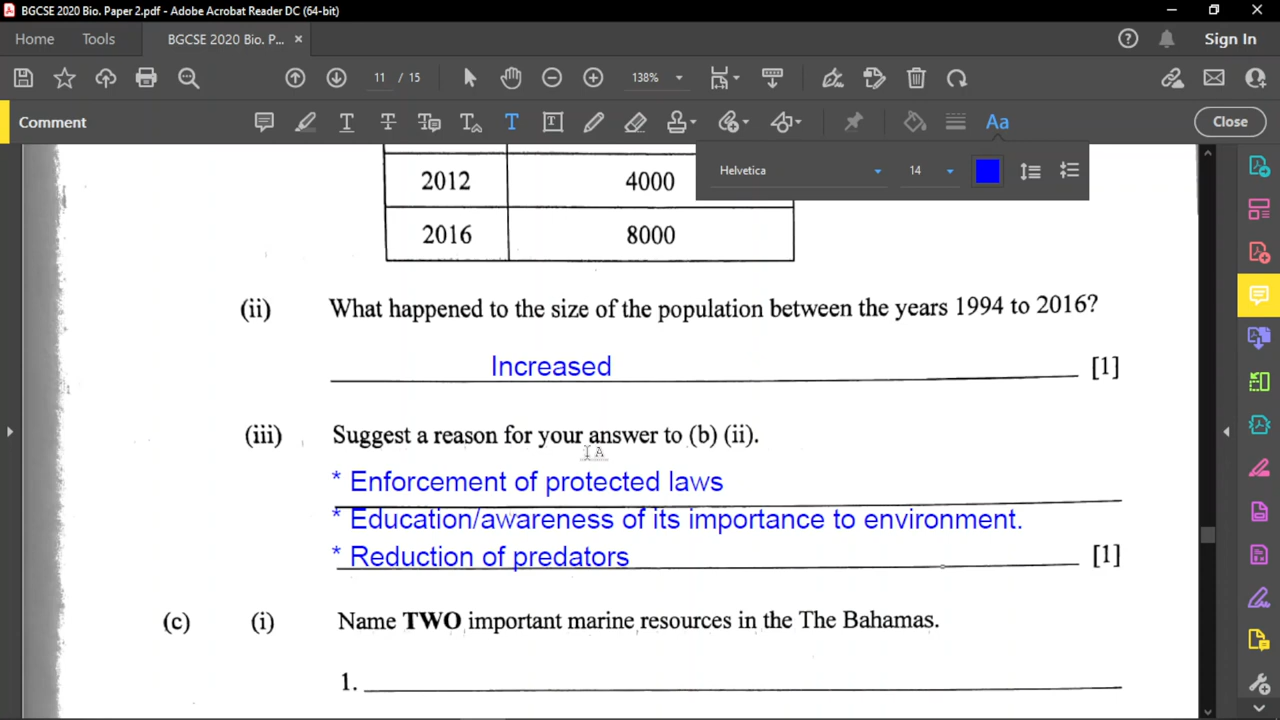 BGCSE 2020 Bio. Paper 2.pdf - Adobe Acrobat Reader DC (64-bit)
Home Tools BGCSE 2020 Bio. P... × Sign In
11 / 15 138%
Comment Close
Helvetica 14
2012 4000
2016 8000
(ii) What happened to the size of the population between the years 1994 to 2016?
Increased [1]
(iii) Suggest a reason for your answer to (b) (ii).
* Enforcement of protected laws
* Education/awareness of its importance to environment.
* Reduction of predators [1]
(c) (i) Name TWO important marine resources in the The Bahamas.
1.